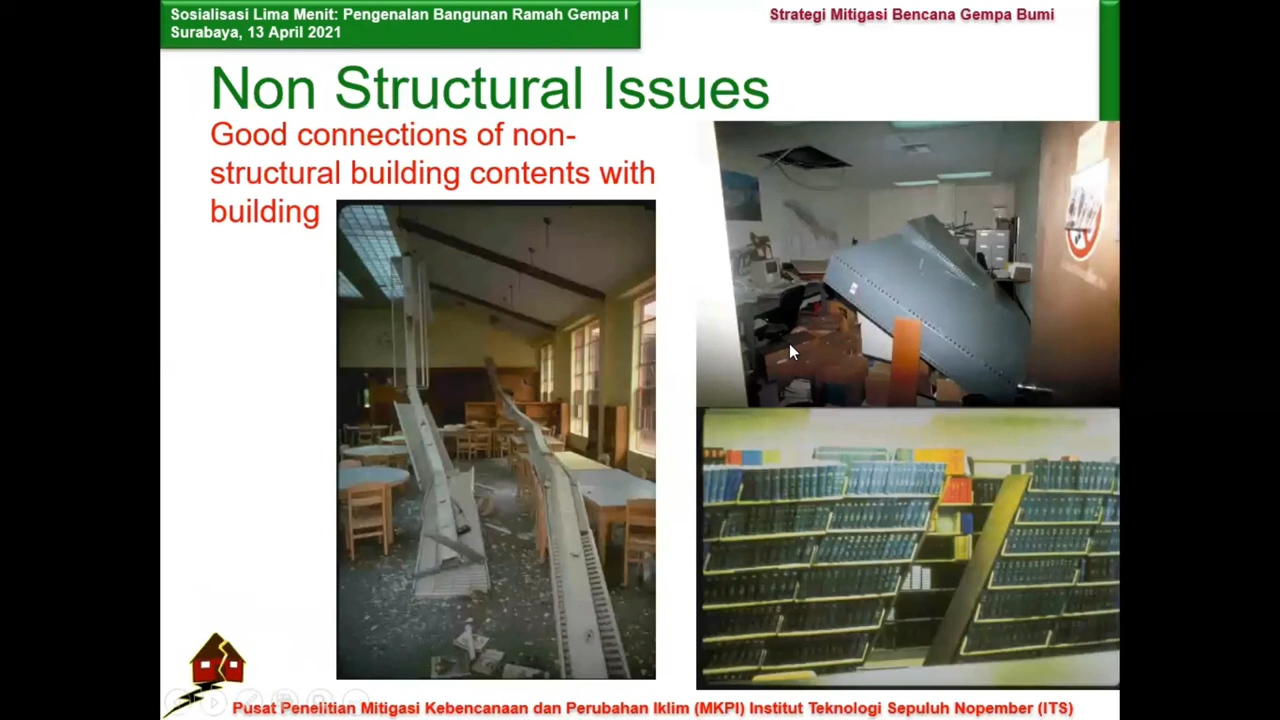 Sosialisasi Lima Menit: Pengenalan Bangunan Ramah Gempa I
Surabaya, 13 April 2021
Strategi Mitigasi Bencana Gempa Bumi
Non Structural Issues
Good connections of non-
structural building contents with
building
Pusat Penelitian Mitigasi Kebencanaan dan Perubahan Iklim (MKPI) Institut Teknologi Sepuluh Nopember (ITS)